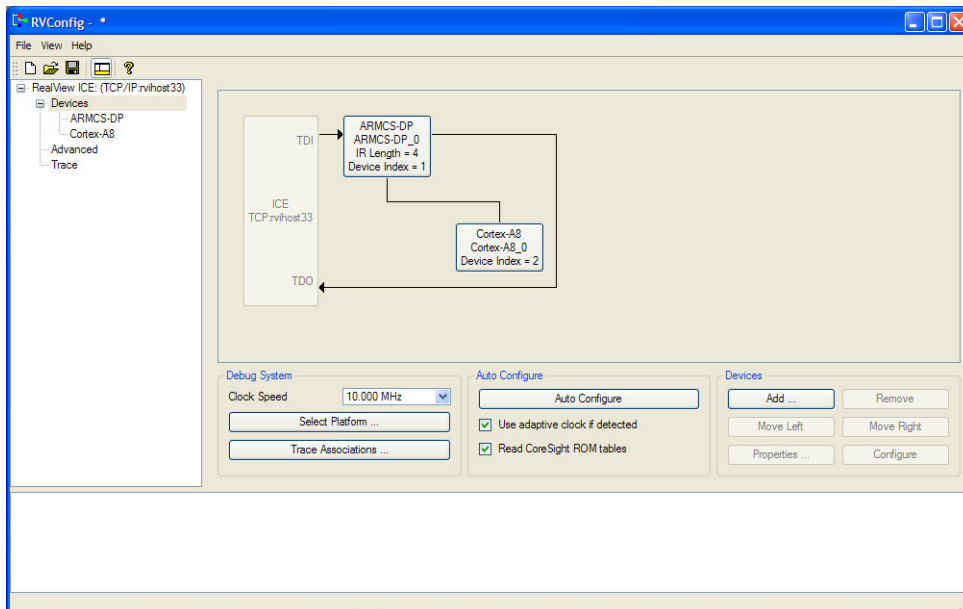 RVConfig - *
File View Help
RealView ICE: (TCP/IP:rvihost33)
Devices
ARMCS-DP
Cortex-A8
Advanced
Trace
TDI
ICE
TCP:rvihost33
TDO
ARMCS-DP
ARMCS-DP_0
IR Length = 4
Device Index = 1
Cortex-A8
Cortex-A8_0
Device Index = 2
Debug System
Clock Speed 10.000 MHz
Select Platform ...
Trace Associations ...
Auto Configure
Auto Configure
Use adaptive clock if detected
Read CoreSight ROM tables
Devices
Add ... Remove
Move Left Move Right
Properties ... Configure